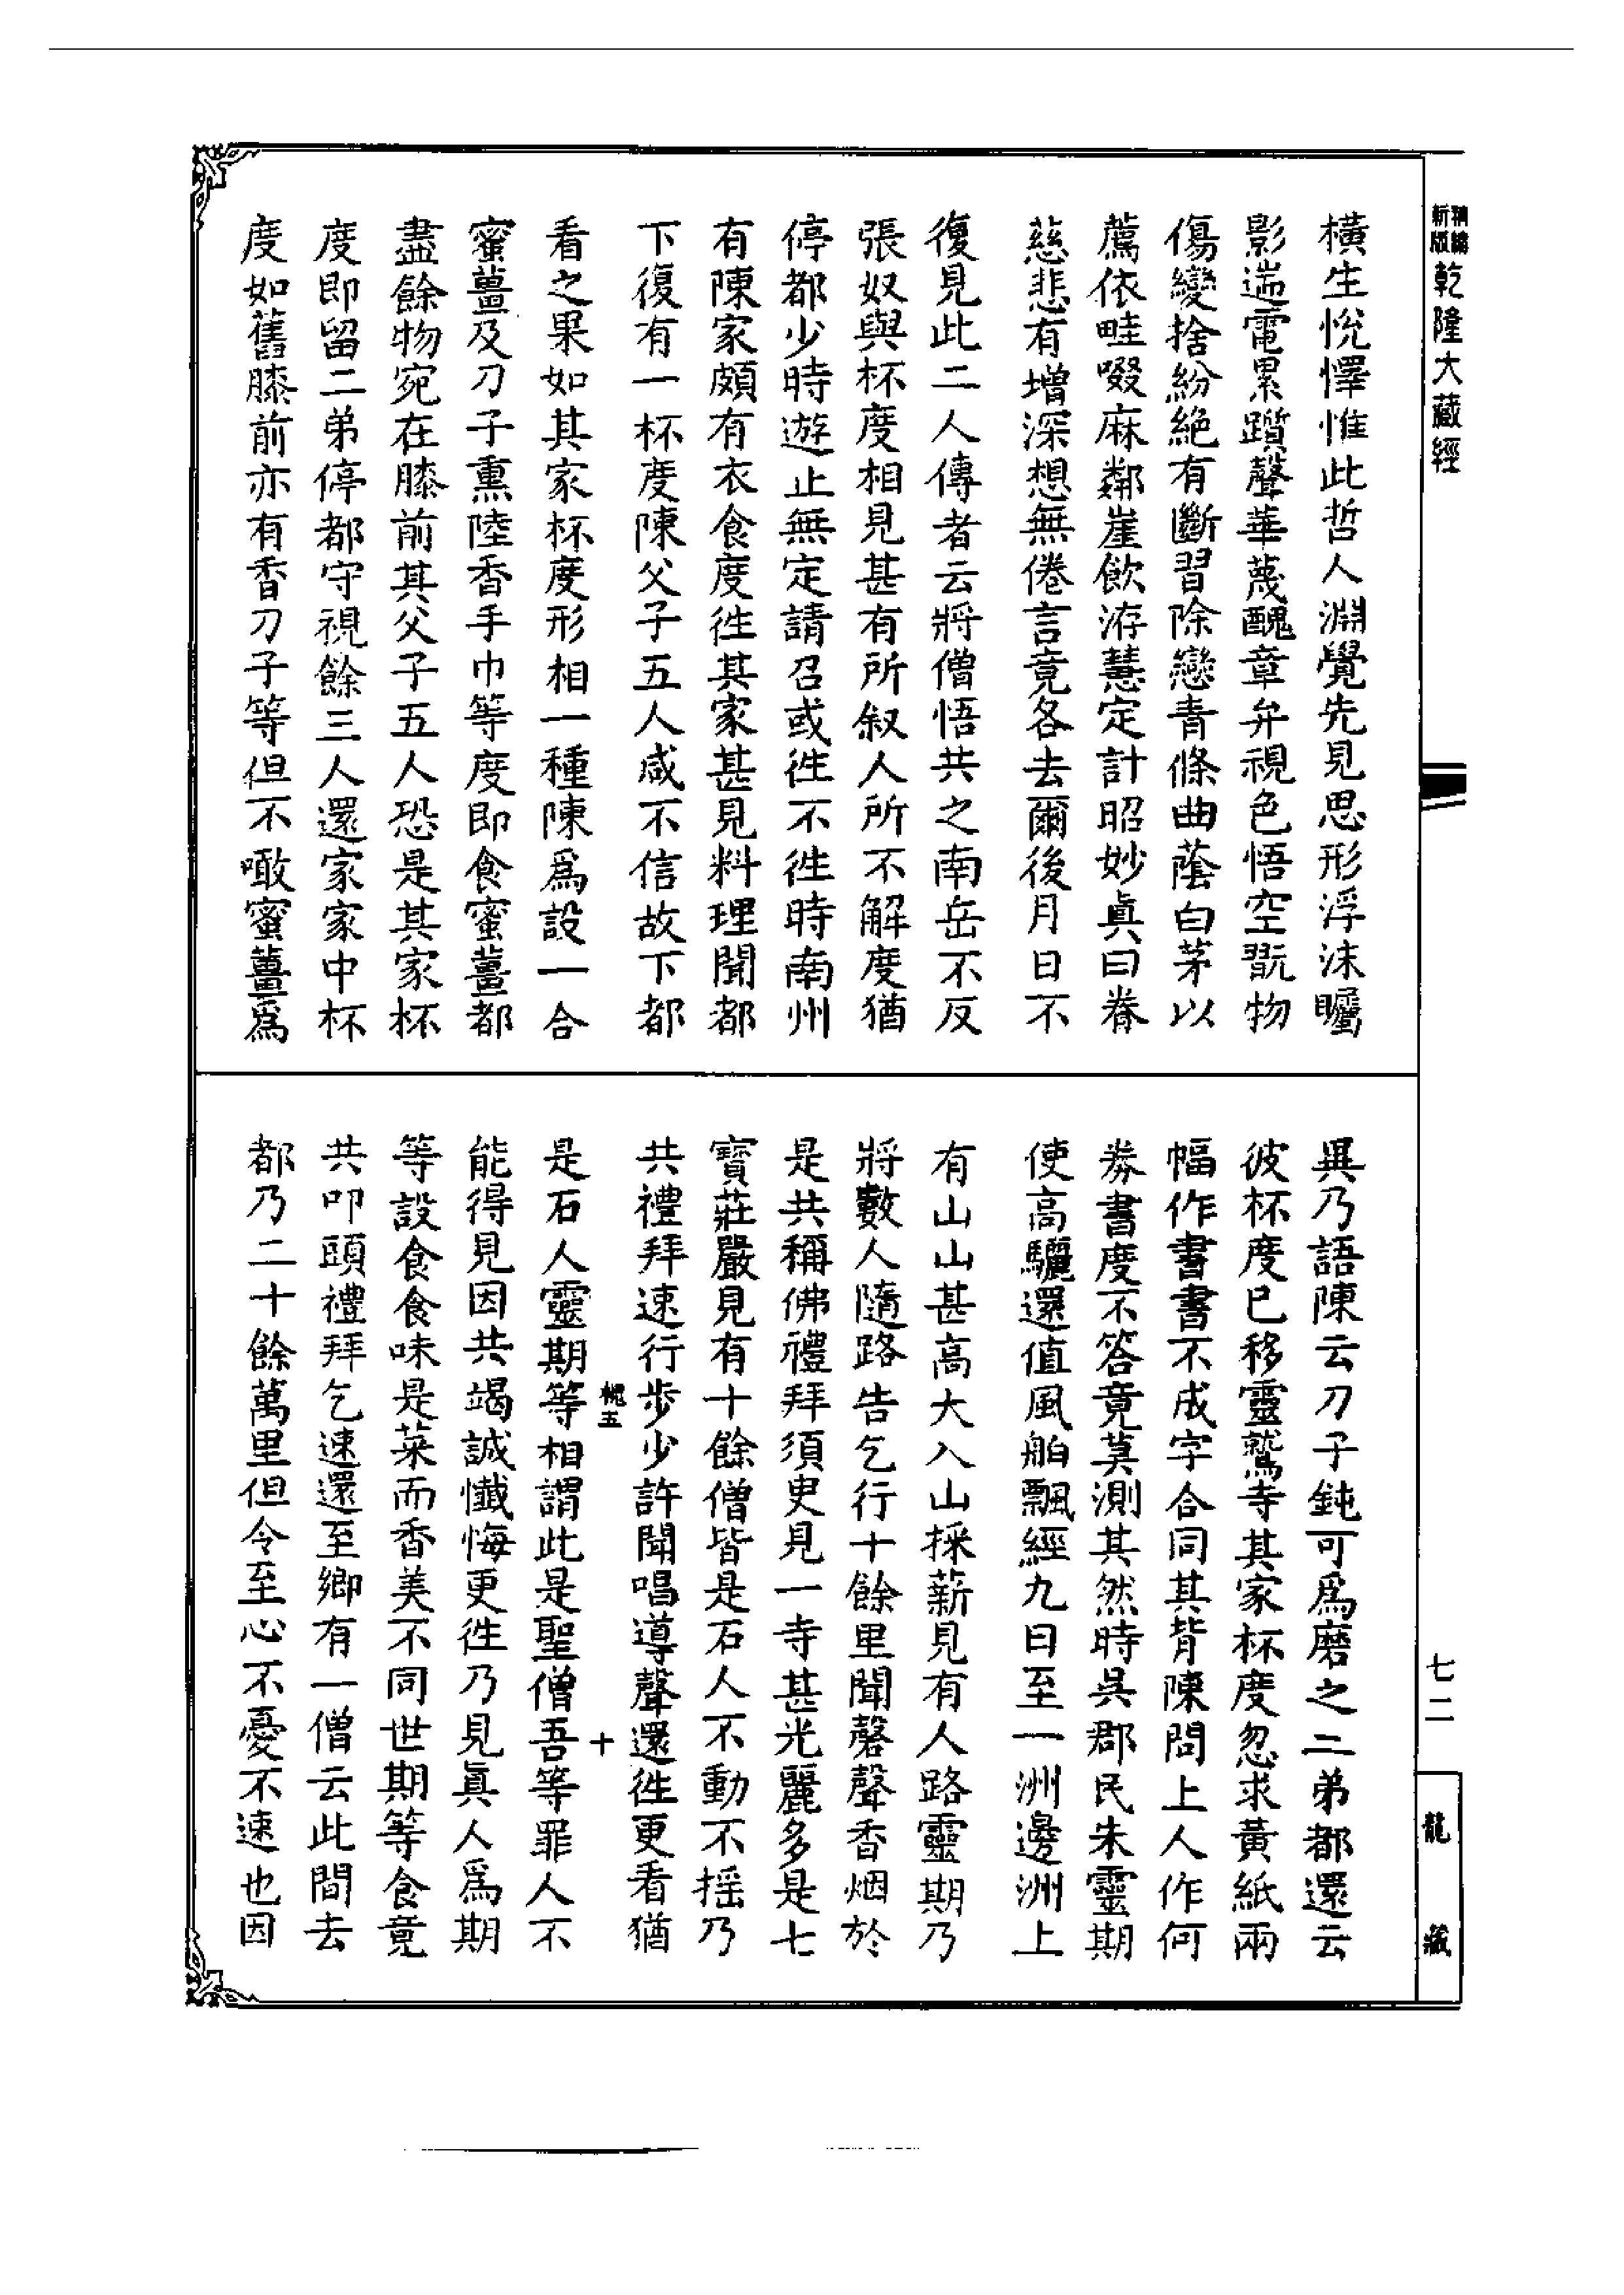 精繕新版乾隆大藏經
橫生悅懌惟此哲人淵覺先見思形浮沫矚
影遄電累躓聲華蔑醜章弁視色悟空翫物
傷變捨紛絶有斷習除戀青條曲蔭白茅以
薦依畦啜麻鄰崖飲洊慧定計昭妙眞曰眷
慈悲有增深想無倦言竟各去爾後月日不
復見此二人傳者云將僧悟共之南岳不反
張奴與杯度相見甚有所叙人所不解度猶
停都少時遊止無定請召或往不往時南州
有陳家頗有衣食度往其家甚見料理聞都
下復有一杯度陳父子五人咸不信故下都
看之果如其家杯度形相一種陳爲設一合
蜜薑及刀子熏陸香手巾等度即食蜜薑都
盡餘物宛在膝前其父子五人恐是其家杯
度即留二弟停都守視餘三人還家家中杯
度如舊膝前亦有香刀子等但不噉蜜薑爲
異乃語陳云刀子鈍可爲磨之二弟都還云
彼杯度已移靈鷲寺其家杯度忽求黃紙兩
幅作書書不成字合同其背陳問上人作何
券書度不答竟莫測其然時吳郡民朱靈期
使高驪還值風舶飄經九日至一洲邊洲上
有山山甚高大入山採薪見有人路靈期乃
將數人隨路告乞行十餘里聞磬聲香烟於
是共稱佛禮拜須臾見一寺甚光麗多是七
寶莊嚴見有十餘僧皆是石人不動不搖乃
共禮拜速行步少許聞唱導聲還往更看猶
是石人靈期等相謂此是聖僧吾等罪人不
能得見因共竭誠懺悔更往乃見眞人爲期
等設食食味是菜而香美不同世期等食竟
共叩頭禮拜乞速還至鄉有一僧云此間去
都乃二十餘萬里但令至心不憂不速也因
十
七二
龍藏